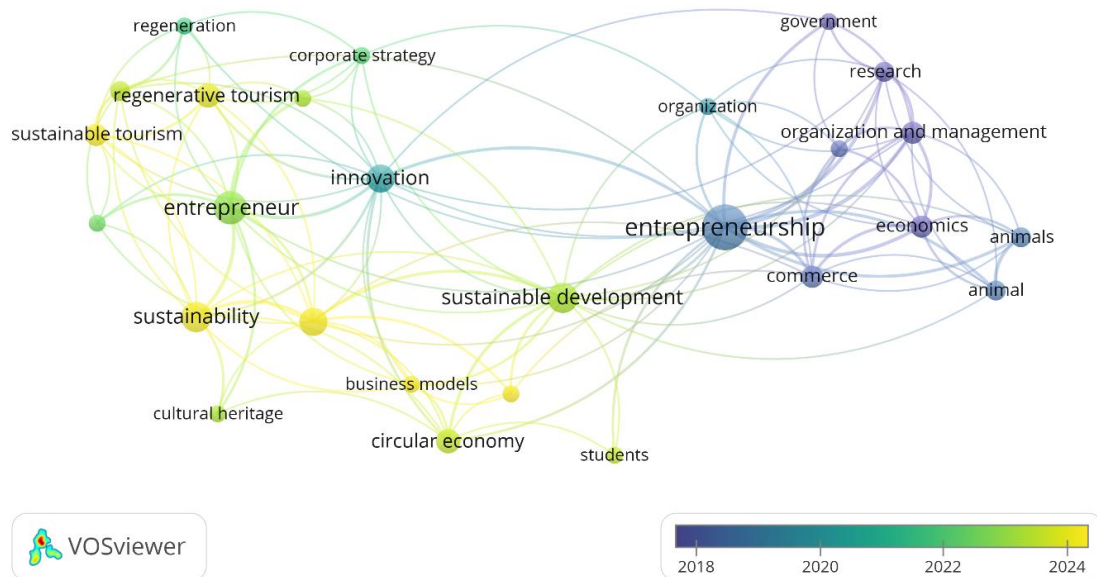 regeneration
government
corporate strategy
research
regenerative tourism
organization
sustainable tourism
organization and management
innovation
entrepreneur
entrepreneurship
economics
animals
commerce
animal
sustainable development
sustainability
business models
cultural heritage
circular economy
students
VOSviewer
2018
2020
2022
2024